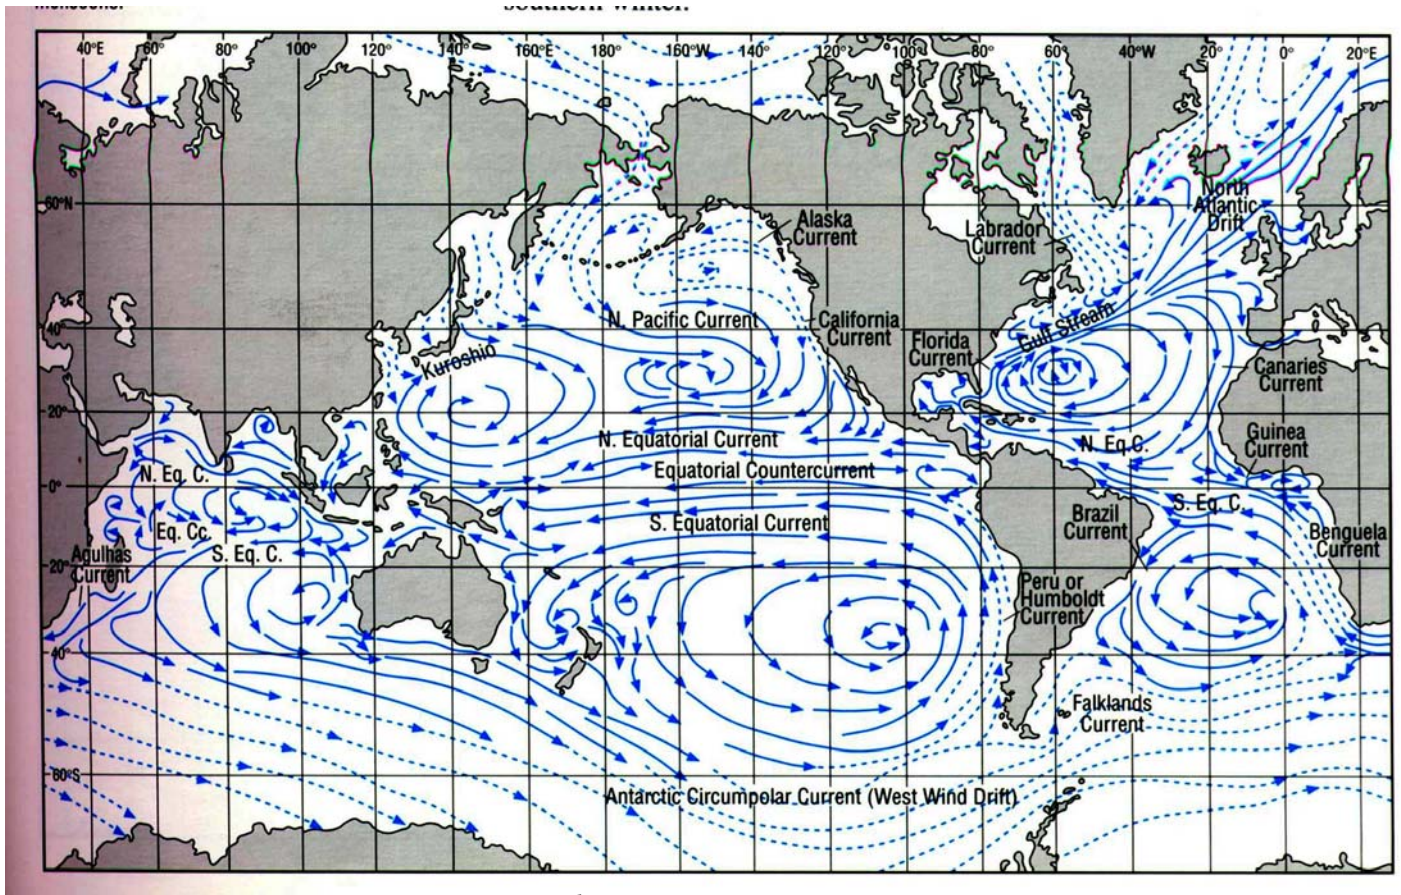 southern winter.
40°E 60° 80° 100° 120° 140° 160°E 180° 160°W 140° 120° 100° 80° 60° 40°W 20° 0° 20°E
60°N
North
Atlantic
Drift
Alaska
Current
Labrador
Current
40°
N. Pacific Current
California
Current
Florida
Current
Gulf Stream
Kuroshio
Canaries
Current
20°
N. Equatorial Current
N. Eq. C.
Guinea
Current
N. Eq. C.
Equatorial Countercurrent
0°
S. Eq. C.
Eq. Cc.
S. Equatorial Current
Brazil
Current
Benguela
Current
Agulhas
Current
S. Eq. C.
20°
Peru or
Humboldt
Current
40°
Falklands
Current
60°S
Antarctic Circumpolar Current (West Wind Drift)